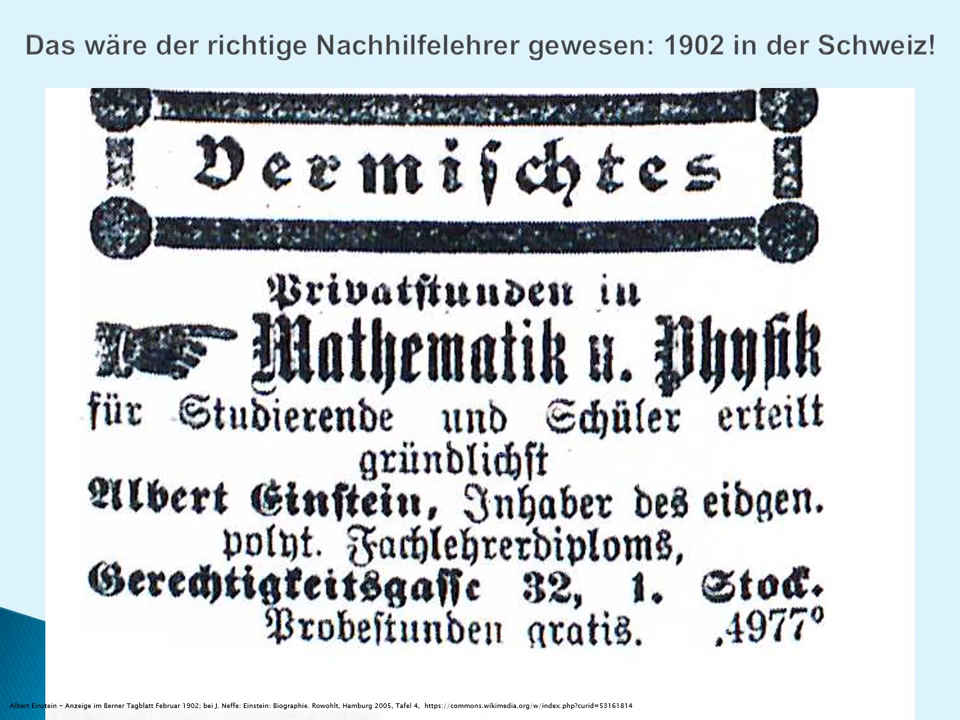 Das wäre der richtige Nachhilfelehrer gewesen: 1902 in der Schweiz!
Vermischtes
Privatstunden in
Mathematik u. Physik
für Studierende und Schüler erteilt
gründlichst
Albert Einstein, Inhaber des eidgen.
polyt. Fachlehrerdiploms,
Gerechtigkeitsgasse 32, 1. Stock.
Probestunden gratis. .4977°
Albert Einstein - Anzeige im Berner Tagblatt Februar 1902; bei J. Neffe: Einstein: Biographie. Rowohlt, Hamburg 2005, Tafel 4, https://commons.wikimedia.org/w/index.php?curid=53161814